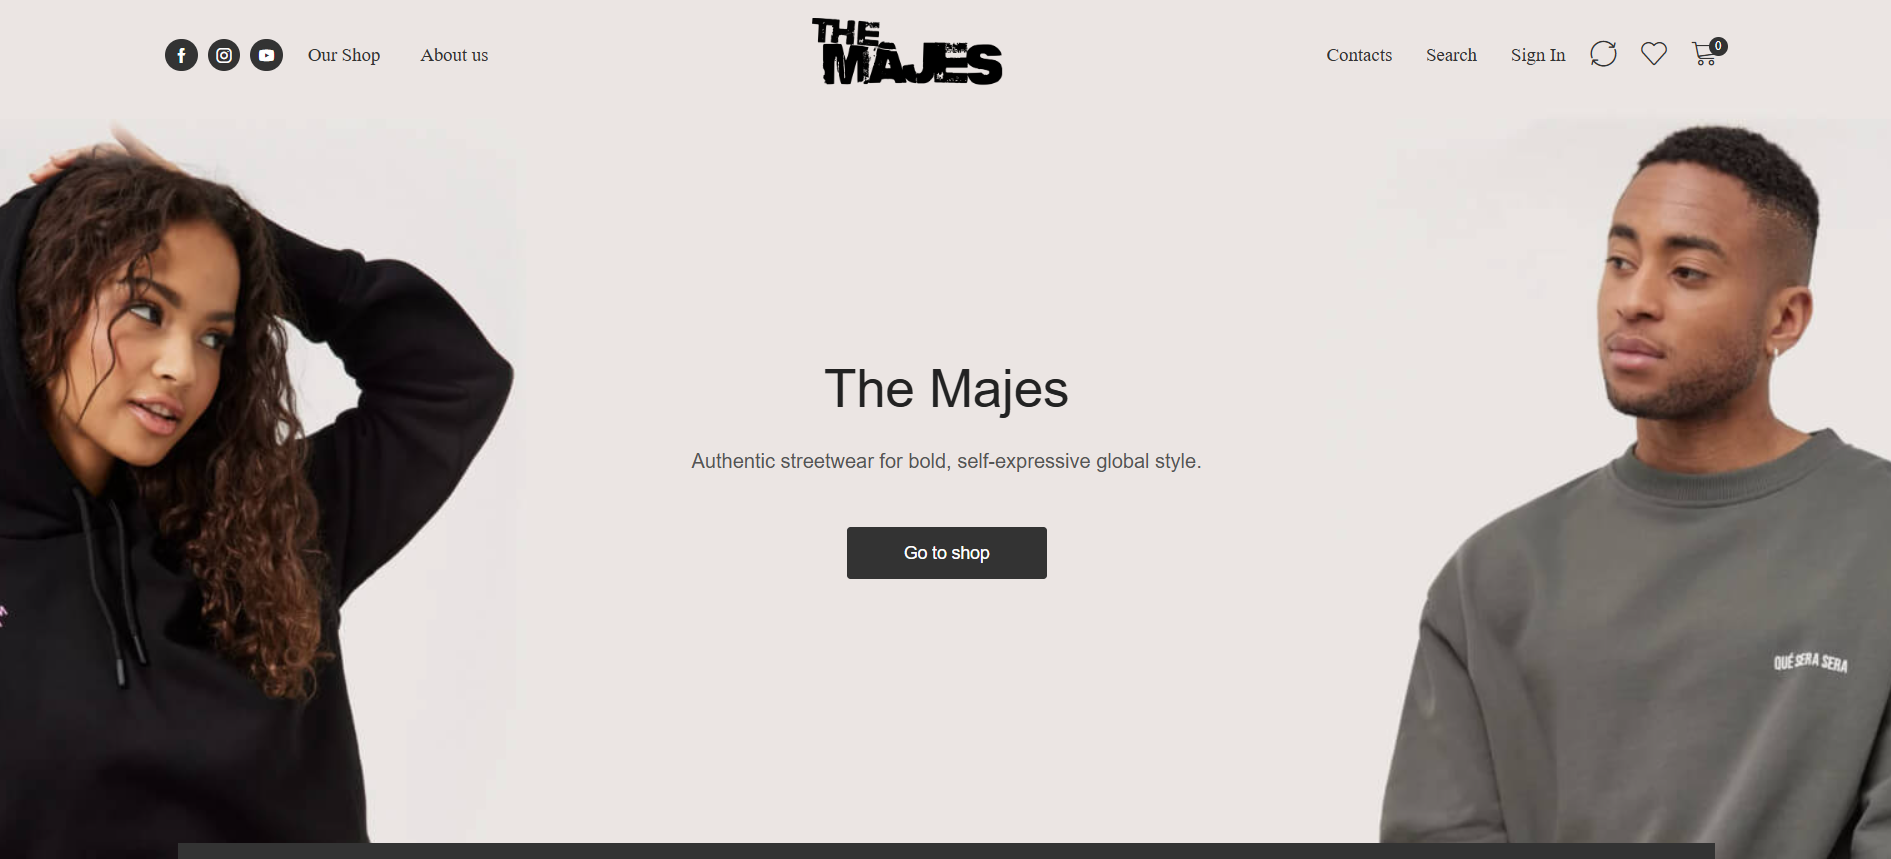 Our Shop
About us
THE
MAJES
Contacts
Search
Sign In
0
The Majes
Authentic streetwear for bold, self-expressive global style.
Go to shop
QUÉ SERA SERA